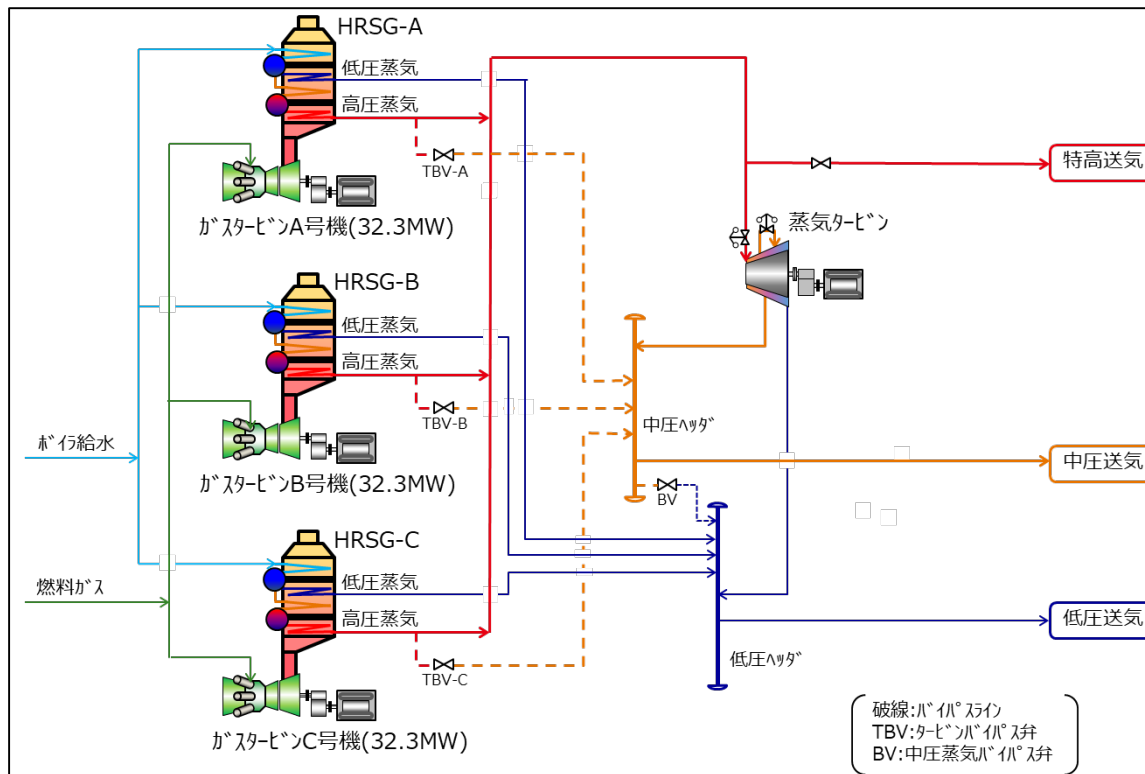 HRSG-A
低圧蒸気
高圧蒸気
TBV-A
ｶﾞｽﾀｰﾋﾞﾝA号機(32.3MW)
特高送気
蒸気ﾀｰﾋﾞﾝ
HRSG-B
低圧蒸気
高圧蒸気
TBV-B
中圧ﾍｯﾀﾞ
ﾎﾞｲﾗ給水
ｶﾞｽﾀｰﾋﾞﾝB号機(32.3MW)
中圧送気
BV
HRSG-C
低圧蒸気
燃料ｶﾞｽ
高圧蒸気
低圧送気
TBV-C
低圧ﾍｯﾀﾞ
ｶﾞｽﾀｰﾋﾞﾝC号機(32.3MW)
破線:ﾊﾞｲﾊﾟｽﾗｲﾝ
TBV:ﾀｰﾋﾞﾝﾊﾞｲﾊﾟｽ弁
BV:中圧蒸気ﾊﾞｲﾊﾟｽ弁